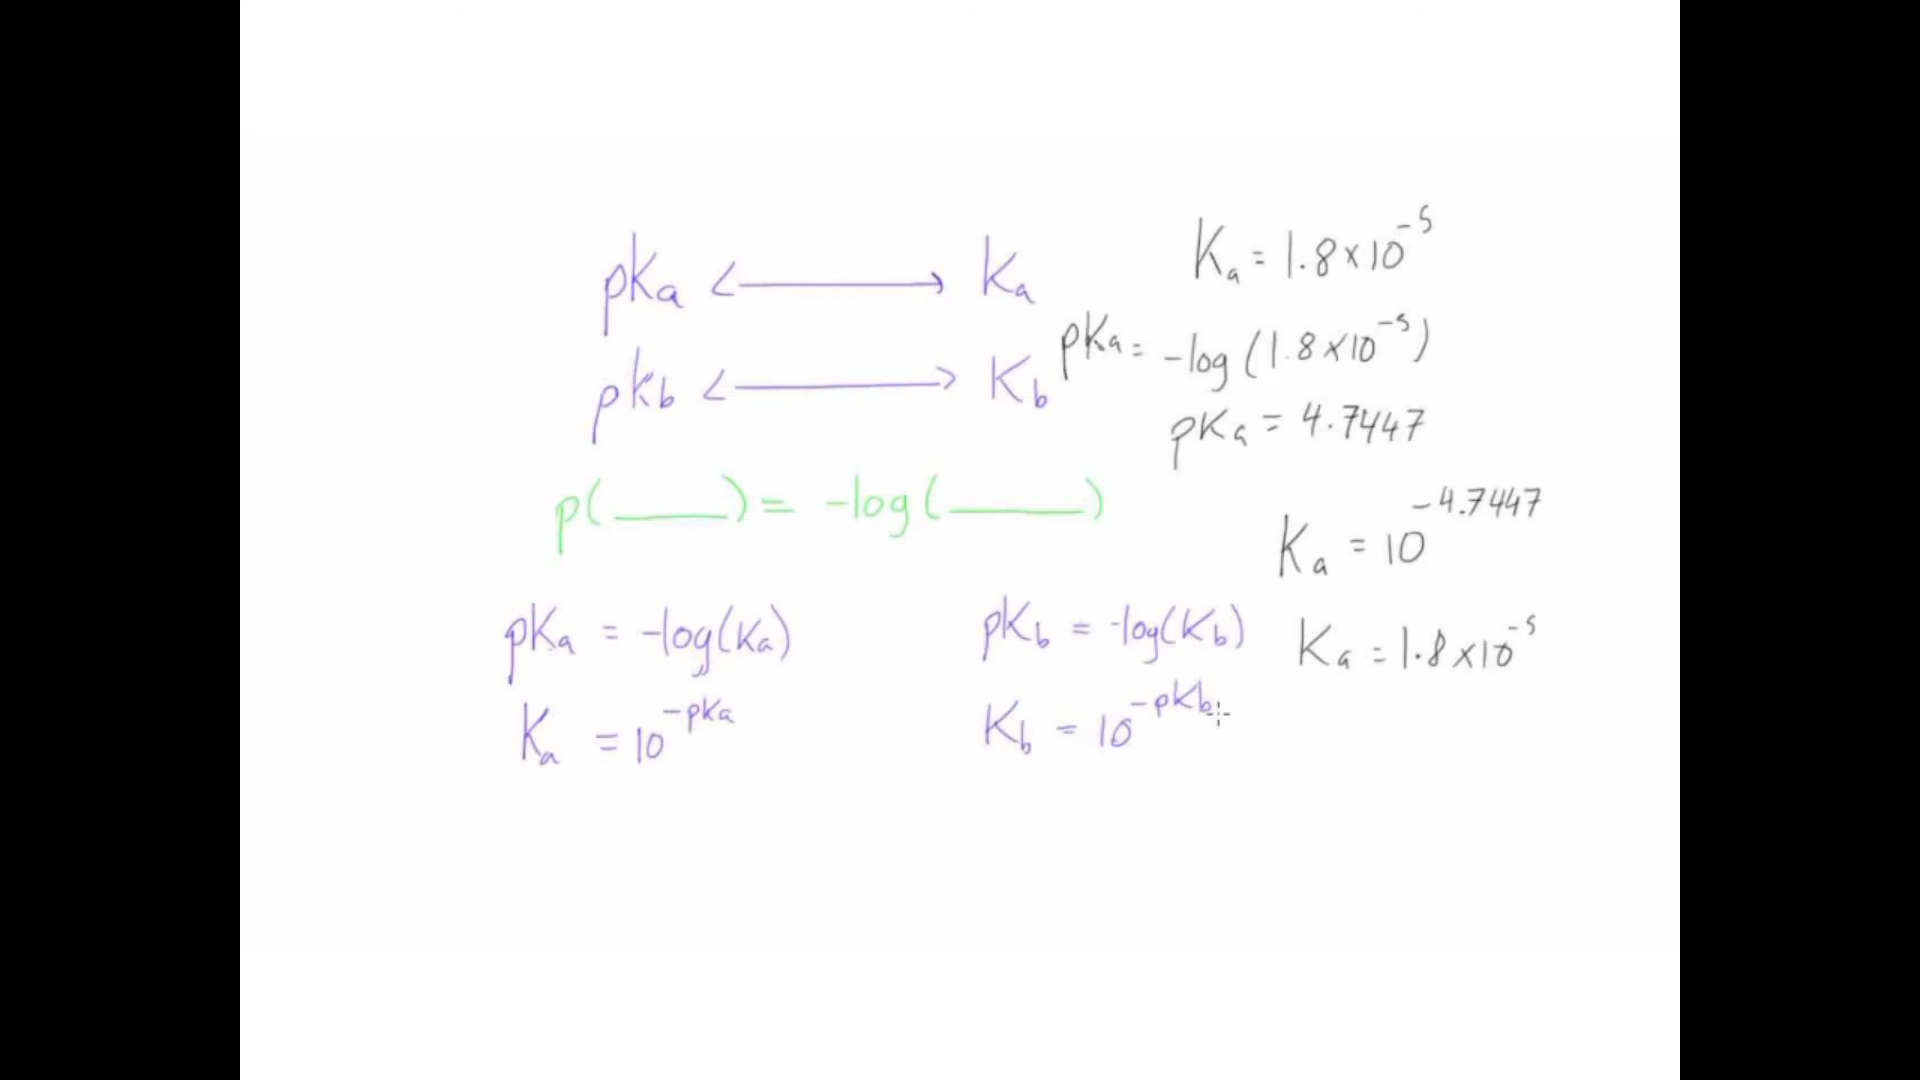 pKa <⟶ Ka
pKb <⟶ Kb
p(____) = -log(____)
pKa = -log(Ka)
Ka = 10^-pKa
pKb = -log(Kb)
Kb = 10^-pKb
Ka = 1.8×10^-5
pKa = -log(1.8×10^-5)
pKa = 4.7447
Ka = 10^-4.7447
Ka = 1.8×10^-5